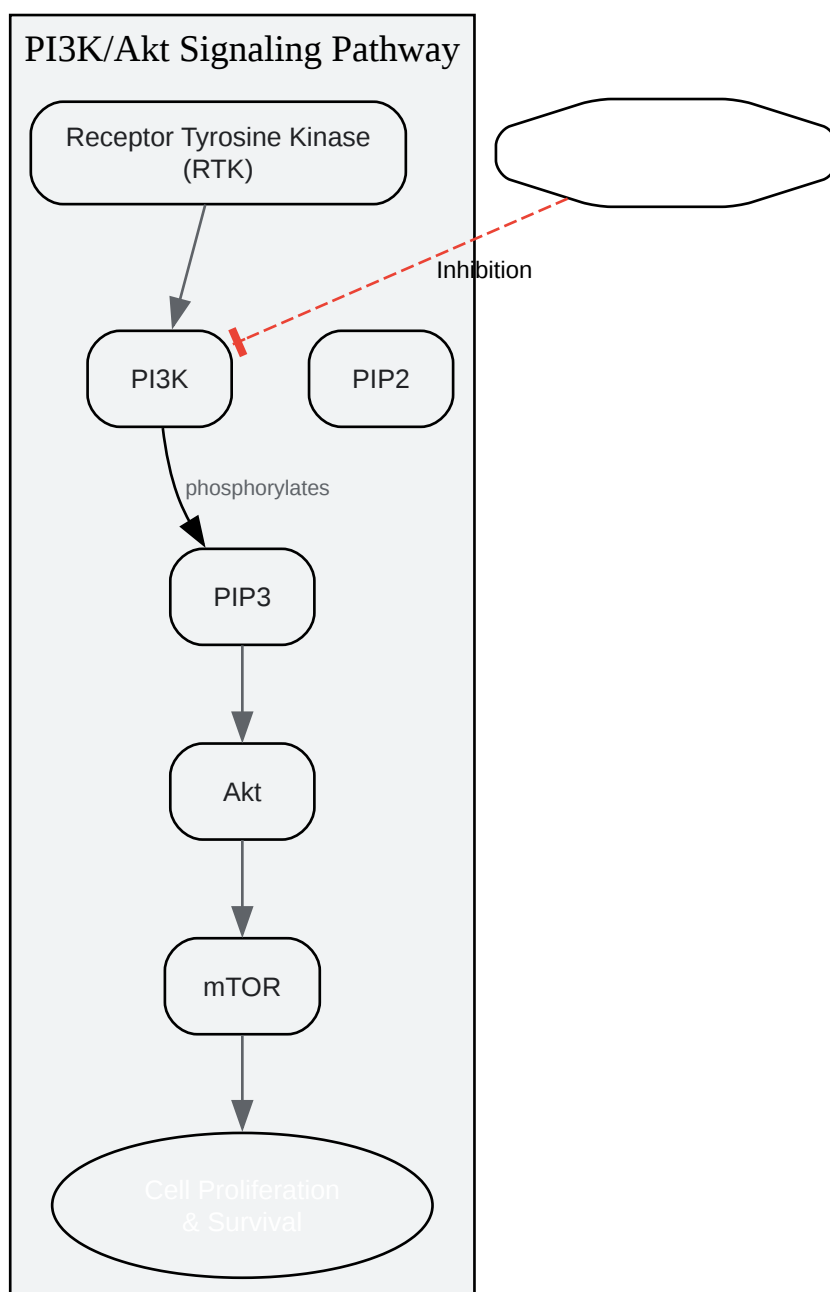 PI3K/Akt Signaling Pathway
Receptor Tyrosine Kinase
(RTK)
Inhibition
PI3K
PIP2
phosphorylates
PIP3
Akt
mTOR
Cell Proliferation
& Survival